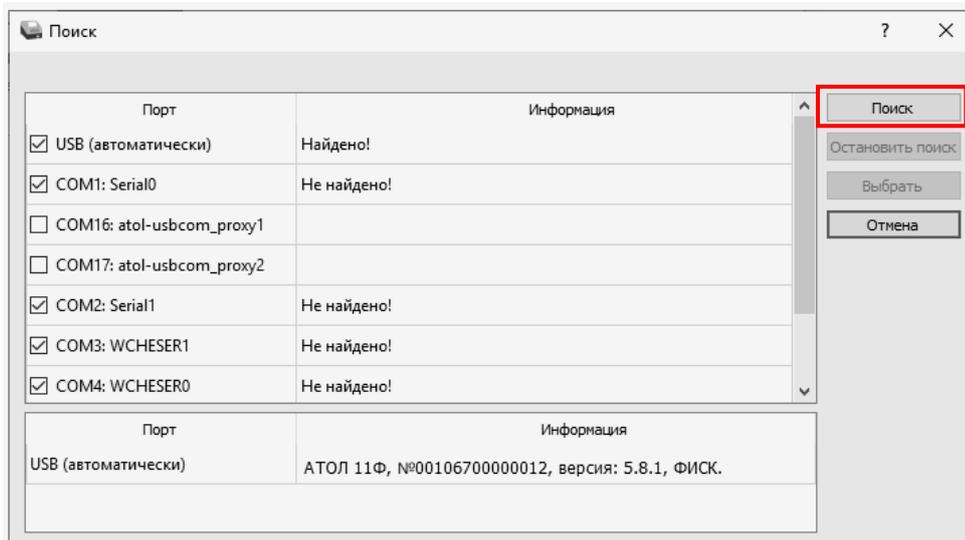 Поиск
Порт Информация
USB (автоматически) Найдено!
COM1: Serial0 Не найдено!
COM16: atol-usbcom_proxy1
COM17: atol-usbcom_proxy2
COM2: Serial1 Не найдено!
COM3: WCHESER1 Не найдено!
COM4: WCHESER0 Не найдено!
Порт Информация
USB (автоматически) АТОЛ 11Ф, №00106700000012, версия: 5.8.1, ФИСК.
Поиск
Остановить поиск
Выбрать
Отмена